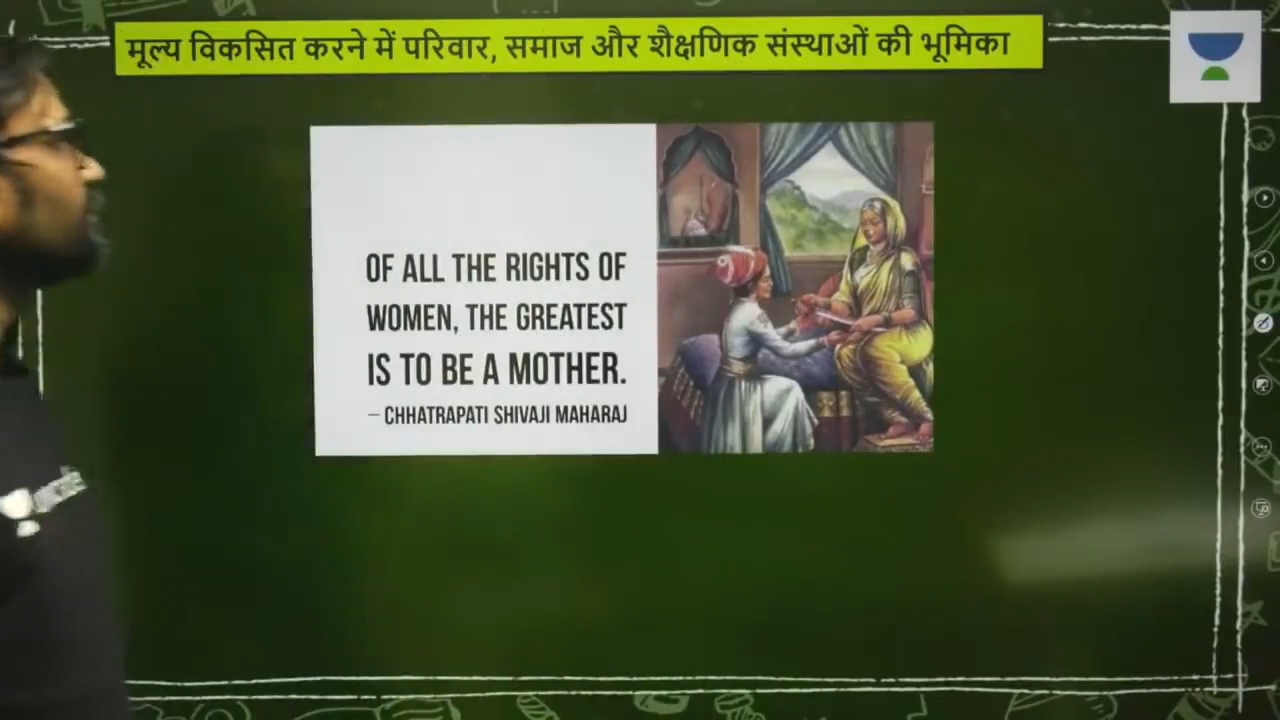 मूल्य विकसित करने में परिवार, समाज और शैक्षणिक संस्थाओं की भूमिका
OF ALL THE RIGHTS OF
WOMEN, THE GREATEST
IS TO BE A MOTHER.
– CHHATRAPATI SHIVAJI MAHARAJ